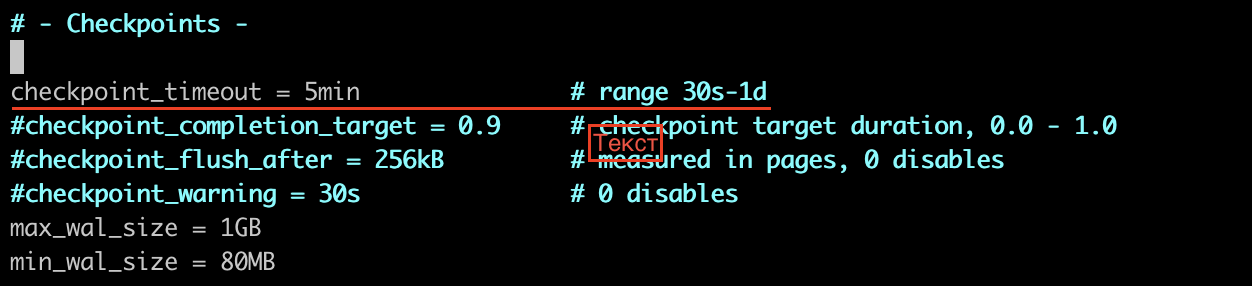 # - Checkpoints -
checkpoint_timeout = 5min # range 30s-1d
#checkpoint_completion_target = 0.9 # checkpoint target duration, 0.0 - 1.0
Текст
#checkpoint_flush_after = 256kB # measured in pages, 0 disables
#checkpoint_warning = 30s # 0 disables
max_wal_size = 1GB
min_wal_size = 80MB